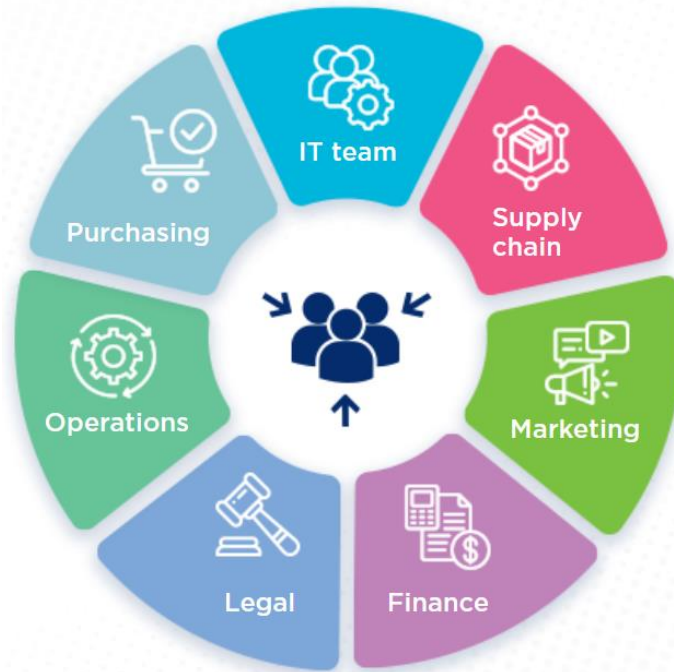 IT team
Supply
chain
Marketing
Finance
Legal
Operations
Purchasing